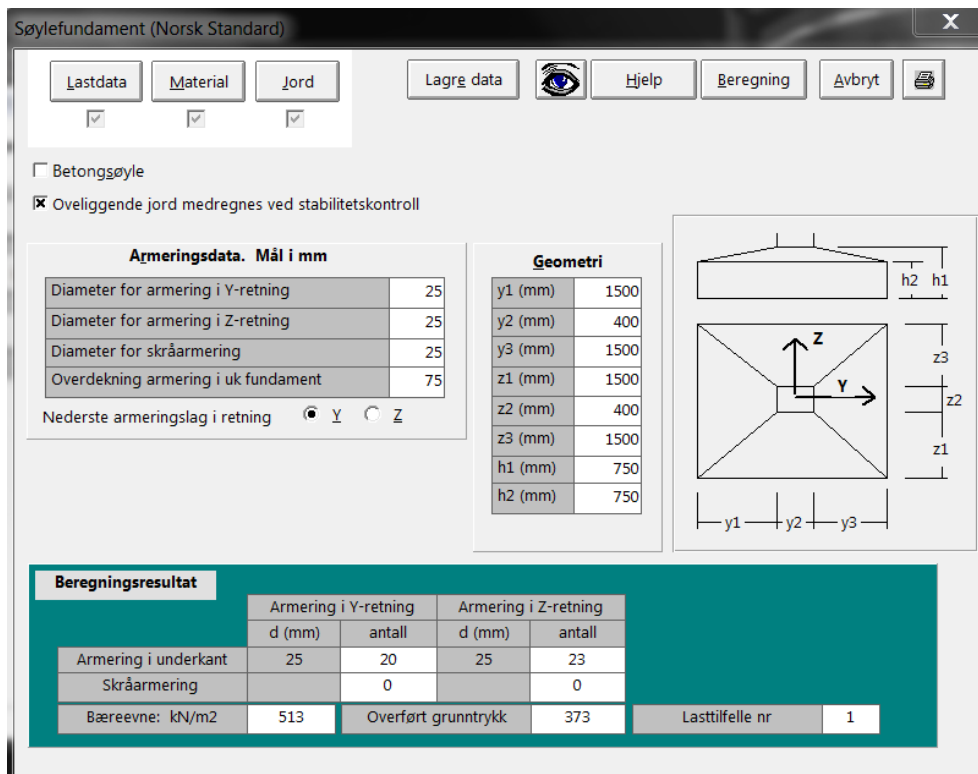 Søylefundament (Norsk Standard)
X
Lastdata Material Jord Lagre data Hjelp Beregning Avbryt
Betongsøyle
Oveliggende jord medregnes ved stabilitetskontroll
Armeringsdata. Mål i mm
Diameter for armering i Y-retning 25
Diameter for armering i Z-retning 25
Diameter for skråarmering 25
Overdekning armering i uk fundament 75
Nederste armeringslag i retning Y Z
Geometri
y1 (mm) 1500
y2 (mm) 400
y3 (mm) 1500
z1 (mm) 1500
z2 (mm) 400
z3 (mm) 1500
h1 (mm) 750
h2 (mm) 750
h2 h1
Z
z3
Y
z2
z1
y1 y2 y3
Beregningsresultat
Armering i Y-retning Armering i Z-retning
d (mm) antall d (mm) antall
Armering i underkant 25 20 25 23
Skråarmering 0 0
Bæreevne: kN/m2 513 Overført grunntrykk 373 Lasttilfelle nr 1